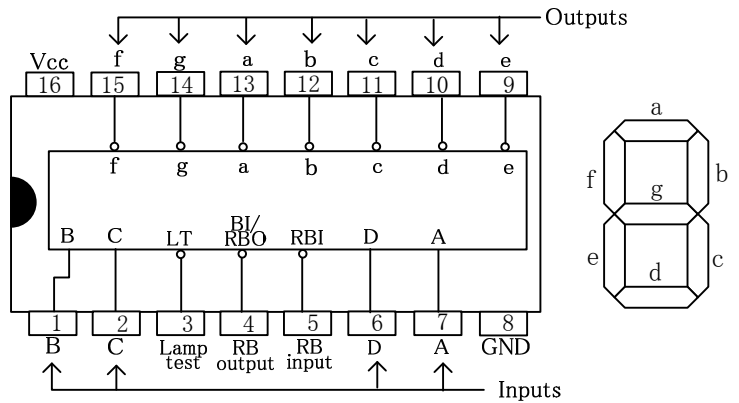 Outputs
Vcc f g a b c d e
16 15 14 13 12 11 10 9
f g a b c d e
B C LT BI/RBO RBI D A
1 2 3 4 5 6 7 8
B C Lamp test RB output RB input D A GND
Inputs
a
f b
g
e c
d